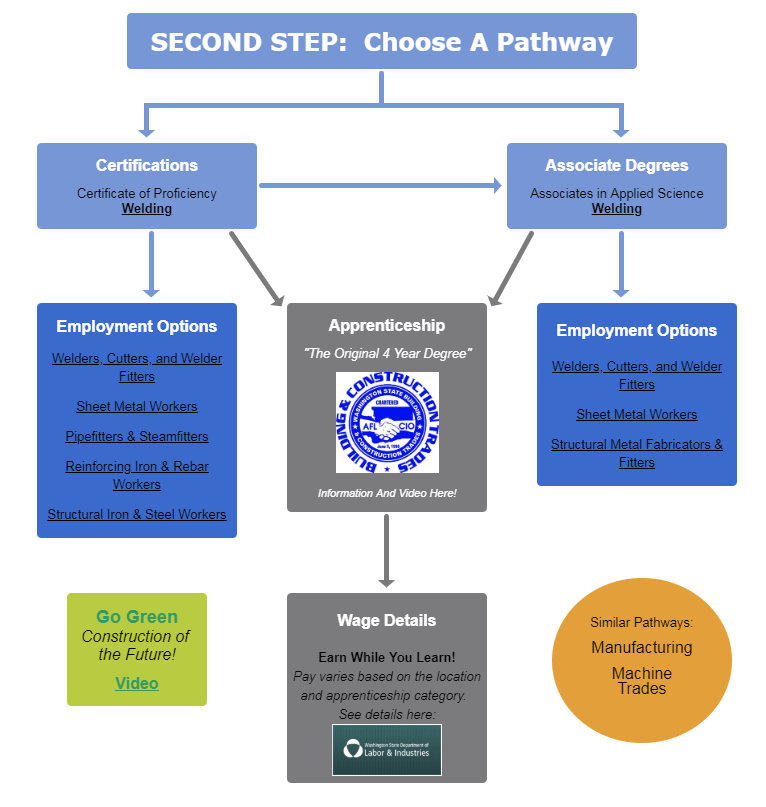 SECOND STEP:  Choose A Pathway
Certifications
Certificate of Proficiency
Welding
Associate Degrees
Associates in Applied Science
Welding
Employment Options
Welders, Cutters, and Welder
Fitters
Sheet Metal Workers
Pipefitters & Steamfitters
Reinforcing Iron & Rebar
Workers
Structural Iron & Steel Workers
Apprenticeship
"The Original 4 Year Degree"
BUILDING & CONSTRUCTION TRADES
WASHINGTON STATE BUILDING
& CONSTRUCTION TRADES
CHARTERED
AFL CIO
Information And Video Here!
Employment Options
Welders, Cutters, and Welder
Fitters
Sheet Metal Workers
Structural Metal Fabricators &
Fitters
Go Green
Construction of
the Future!
Video
Wage Details
Earn While You Learn!
Pay varies based on the location
and apprenticeship category.
See details here:
Washington State Department of
Labor & Industries
Similar Pathways:
Manufacturing
Machine
Trades